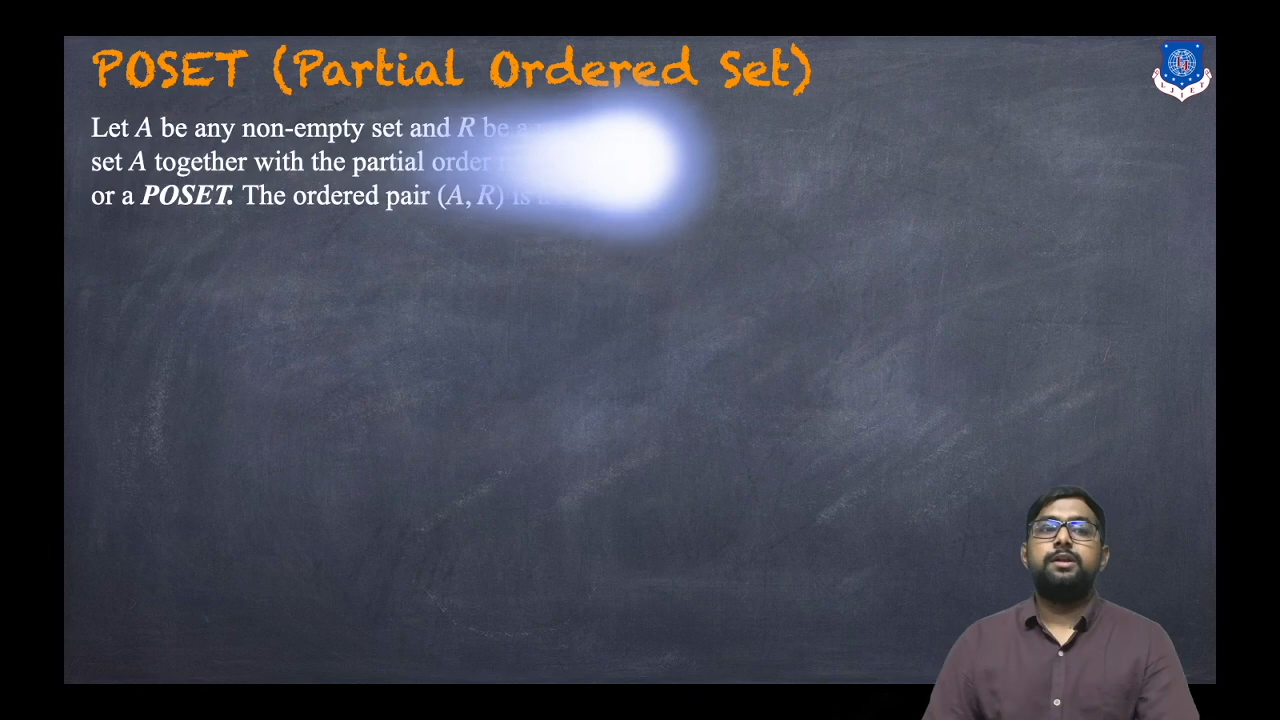 POSET (Partial Ordered Set)
Let A be any non-empty set and R be a
set A together with the partial order
or a POSET. The ordered pair (A, R) is a
LJIET